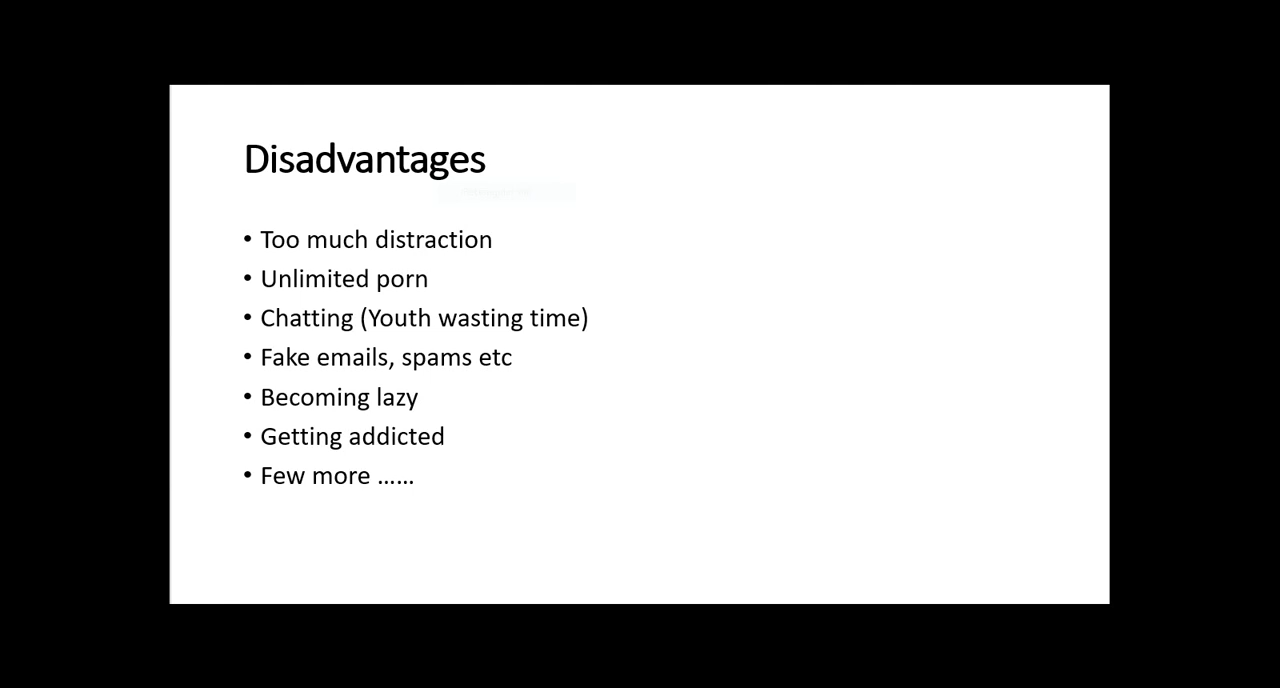 Disadvantages
• Too much distraction
• Unlimited porn
• Chatting (Youth wasting time)
• Fake emails, spams etc
• Becoming lazy
• Getting addicted
• Few more ......